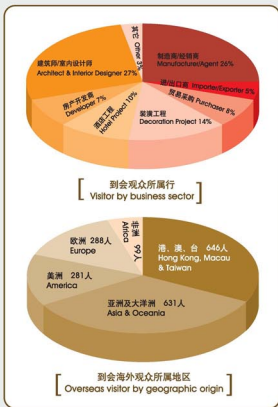 其它
Other 3%
制造商/经销商
Manufacturer/Agent 26%
进/出口商 Importer/Exporter 5%
贸易采购 Purchaser 8%
装潢工程
Decoration Project 14%
酒店工程
Hotel Project 10%
房产开发商
Developer 7%
建筑师/室内设计师
Architect & Interior Designer 27%
到会观众所属行
Visitor by business sector
非洲 99人
Africa
港、澳、台 646人
Hong Kong, Macau
& Taiwan
亚洲及大洋洲 631人
Asia & Oceania
美洲 281人
America
欧洲 288人
Europe
到会海外观众所属地区
Overseas visitor by geographic origin